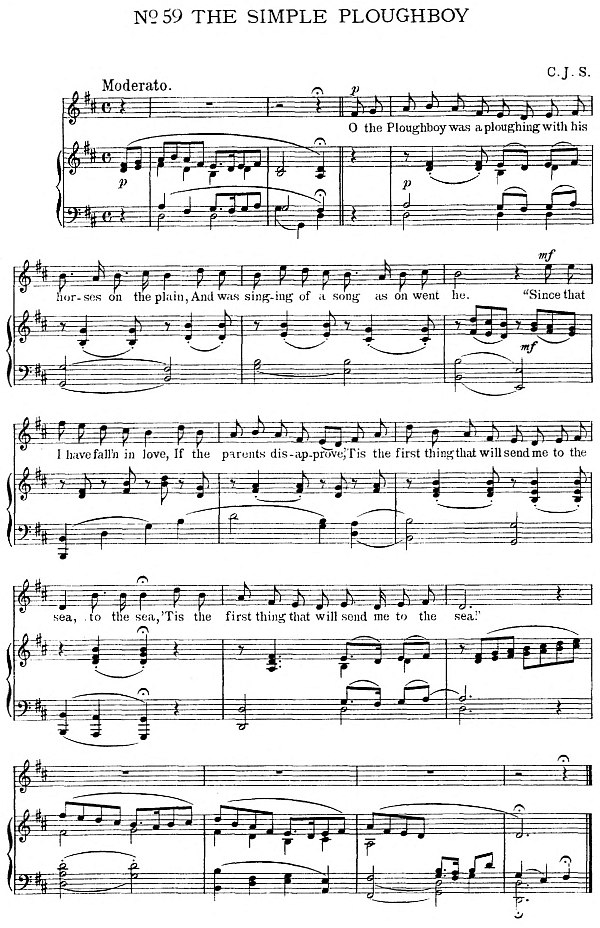 No 59 THE SIMPLE PLOUGHBOY
C. J. S.
Moderato.
p
O the Ploughboy was a ploughing with his
p
p
hor-ses on the plain, And was sing-ing of a song as on went he. "Since that
mf
mf
I have fall'n in love, If the parents dis-ap-prove, 'Tis the first thing that will send me to the
sea, to the sea, 'Tis the first thing that will send me to the sea."